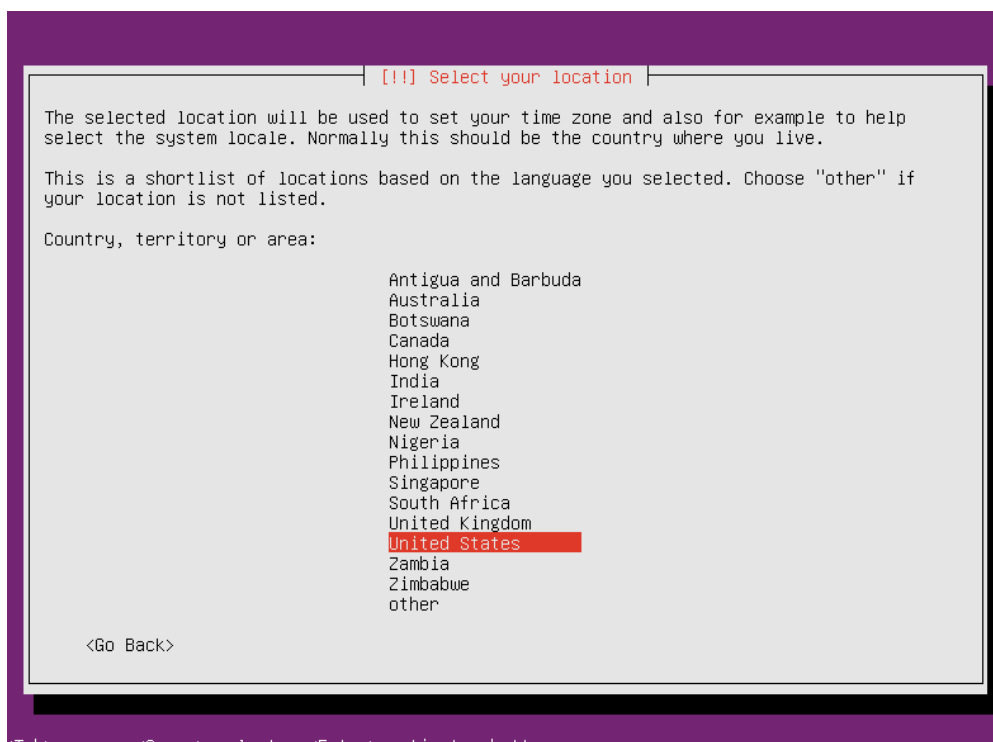 [!!] Select your location
The selected location will be used to set your time zone and also for example to help
select the system locale. Normally this should be the country where you live.
This is a shortlist of locations based on the language you selected. Choose "other" if
your location is not listed.
Country, territory or area:
Antigua and Barbuda
Australia
Botswana
Canada
Hong Kong
India
Ireland
New Zealand
Nigeria
Philippines
Singapore
South Africa
United Kingdom
United States
Zambia
Zimbabwe
other
<Go Back>